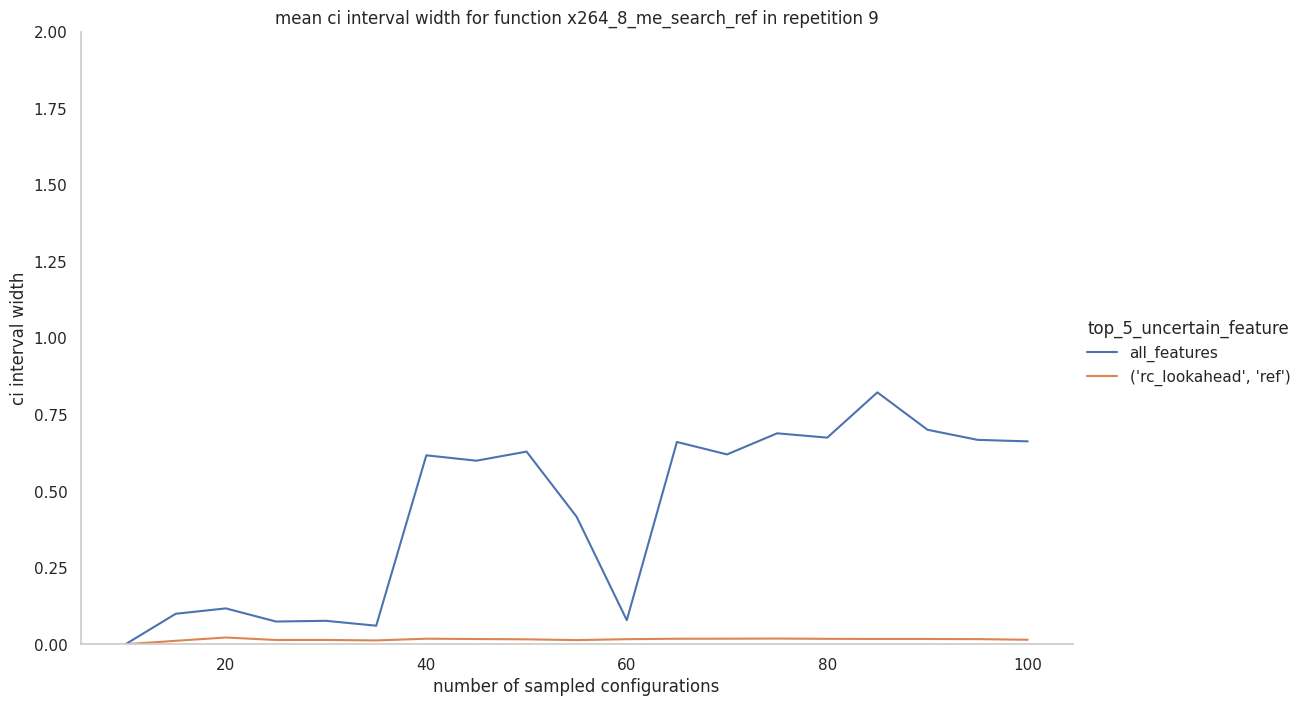 mean ci interval width for function x264_8_me_search_ref in repetition 9
2.00
1.75
1.50
1.25
1.00
0.75
0.50
0.25
0.00
ci interval width
20
40
60
80
100
number of sampled configurations
top_5_uncertain_feature
all_features
('rc_lookahead', 'ref')